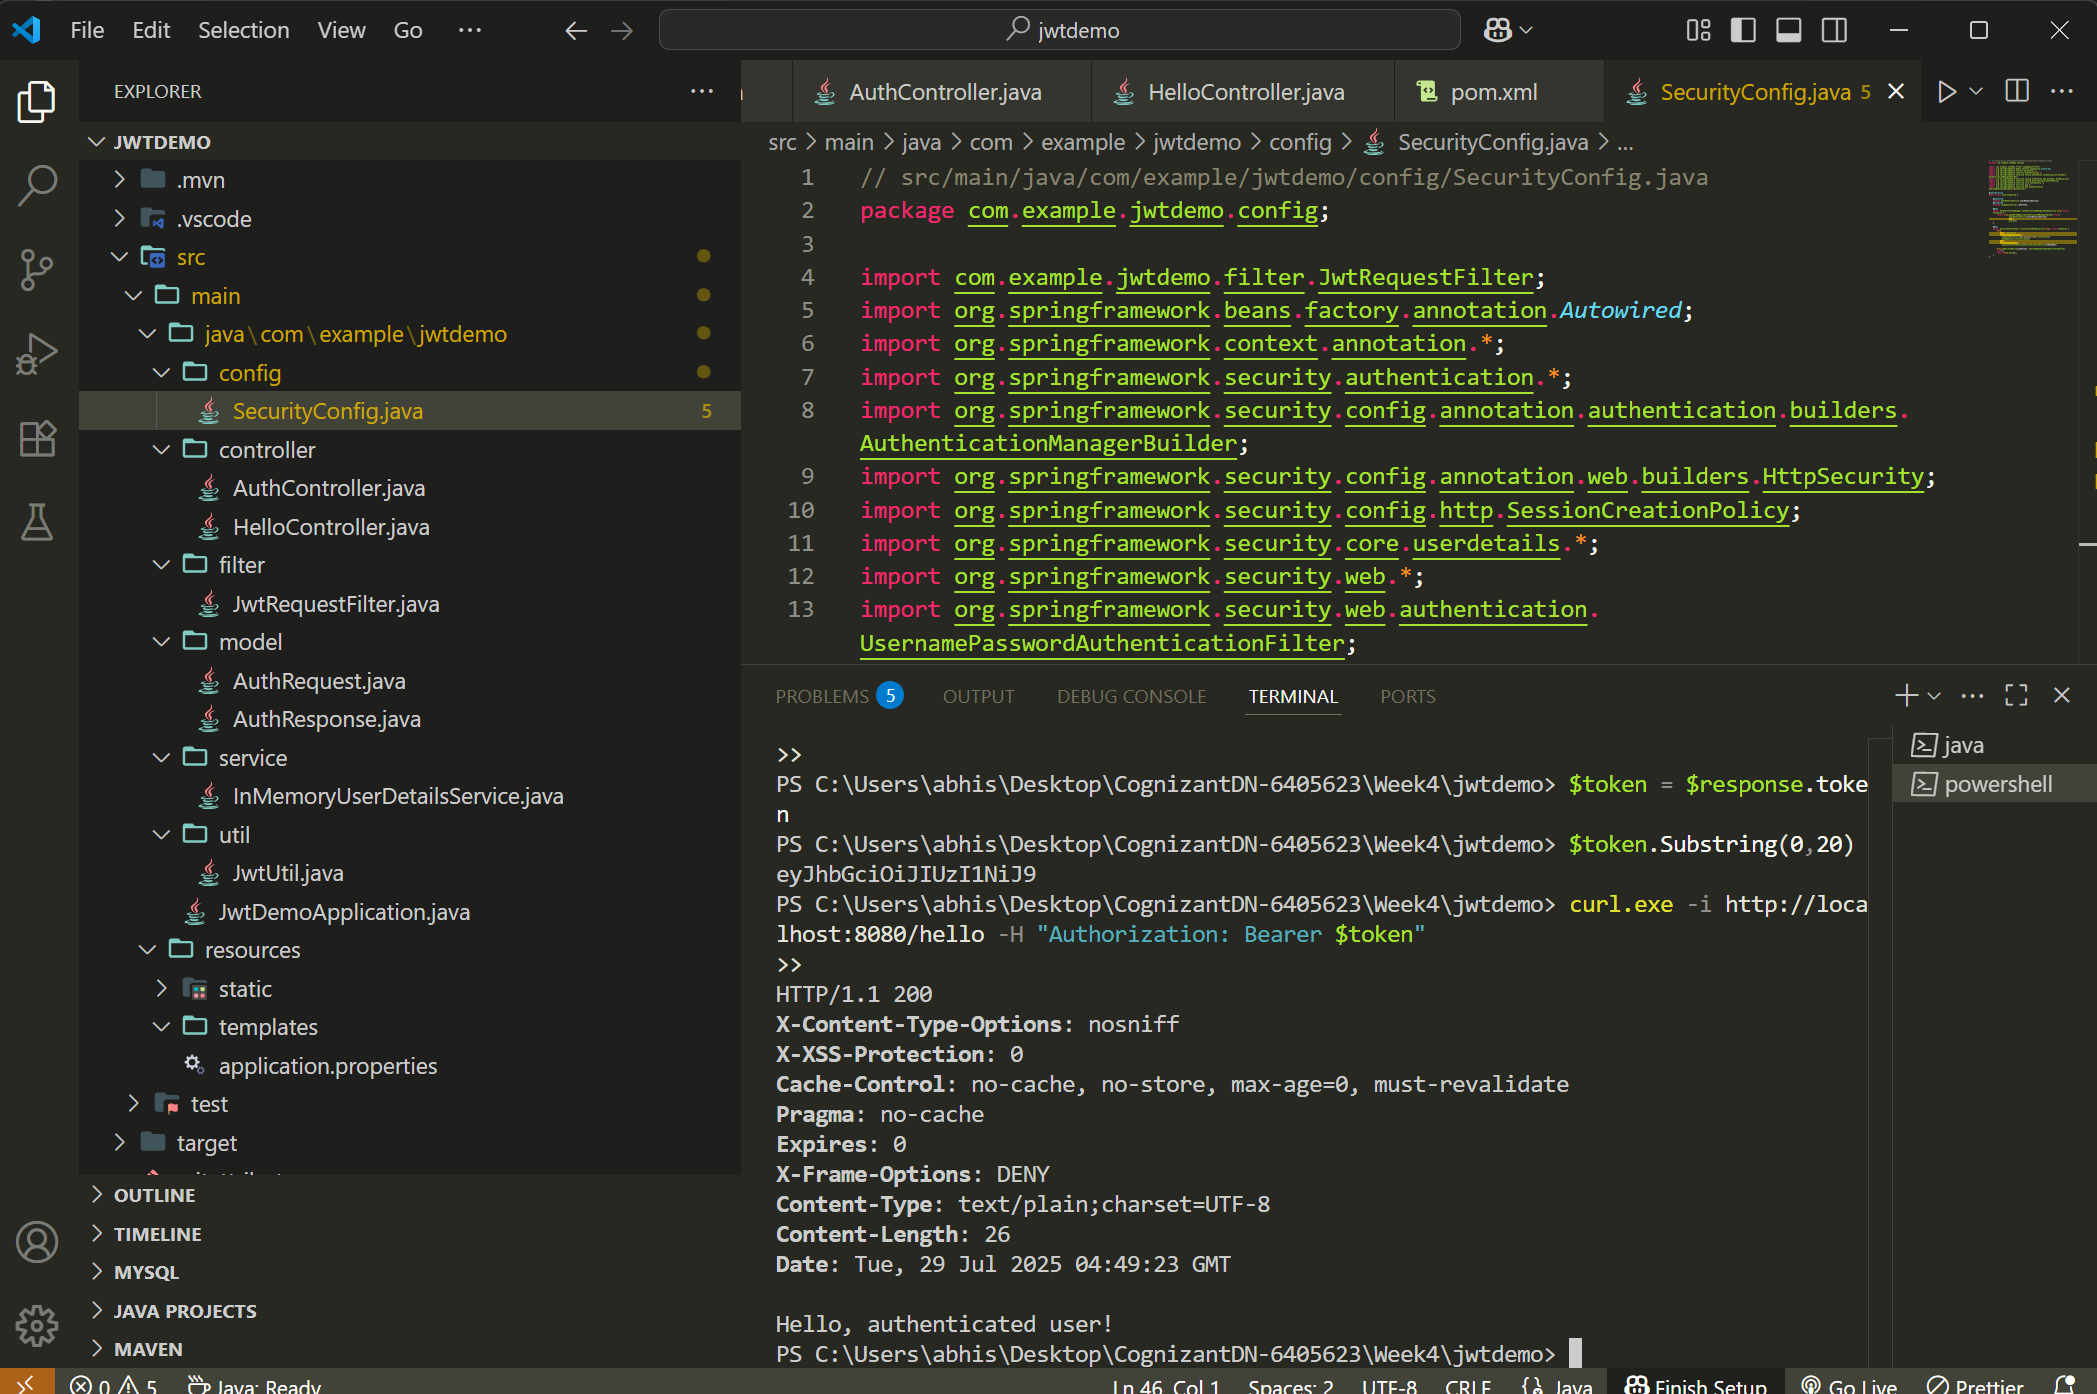 File Edit Selection View Go ···
jwtdemo
EXPLORER
JWTDEMO
.mvn
.vscode
src
main
java\com\example\jwtdemo
config
SecurityConfig.java 5
controller
AuthController.java
HelloController.java
filter
JwtRequestFilter.java
model
AuthRequest.java
AuthResponse.java
service
InMemoryUserDetailsService.java
util
JwtUtil.java
JwtDemoApplication.java
resources
static
templates
application.properties
test
target
OUTLINE
TIMELINE
MYSQL
JAVA PROJECTS
MAVEN
AuthController.java HelloController.java pom.xml SecurityConfig.java 5
src > main > java > com > example > jwtdemo > config > SecurityConfig.java > ...
1 // src/main/java/com/example/jwtdemo/config/SecurityConfig.java
2 package com.example.jwtdemo.config;
3
4 import com.example.jwtdemo.filter.JwtRequestFilter;
5 import org.springframework.beans.factory.annotation.Autowired;
6 import org.springframework.context.annotation.*;
7 import org.springframework.security.authentication.*;
8 import org.springframework.security.config.annotation.authentication.builders.
AuthenticationManagerBuilder;
9 import org.springframework.security.config.annotation.web.builders.HttpSecurity;
10 import org.springframework.security.config.http.SessionCreationPolicy;
11 import org.springframework.security.core.userdetails.*;
12 import org.springframework.security.web.*;
13 import org.springframework.security.web.authentication.
UsernamePasswordAuthenticationFilter;
PROBLEMS 5 OUTPUT DEBUG CONSOLE TERMINAL PORTS
java
powershell
>>
PS C:\Users\abhis\Desktop\CognizantDN-6405623\Week4\jwtdemo> $token = $response.toke
n
PS C:\Users\abhis\Desktop\CognizantDN-6405623\Week4\jwtdemo> $token.Substring(0,20)
eyJhbGciOiJIUzI1NiJ9
PS C:\Users\abhis\Desktop\CognizantDN-6405623\Week4\jwtdemo> curl.exe -i http://loca
lhost:8080/hello -H "Authorization: Bearer $token"
>>
HTTP/1.1 200
X-Content-Type-Options: nosniff
X-XSS-Protection: 0
Cache-Control: no-cache, no-store, max-age=0, must-revalidate
Pragma: no-cache
Expires: 0
X-Frame-Options: DENY
Content-Type: text/plain;charset=UTF-8
Content-Length: 26
Date: Tue, 29 Jul 2025 04:49:23 GMT
Hello, authenticated user!
PS C:\Users\abhis\Desktop\CognizantDN-6405623\Week4\jwtdemo>
0 5 Java: Ready Ln 46, Col 1 Spaces: 2 UTF-8 CRLF {} Java Finish Setup Go Live Prettier